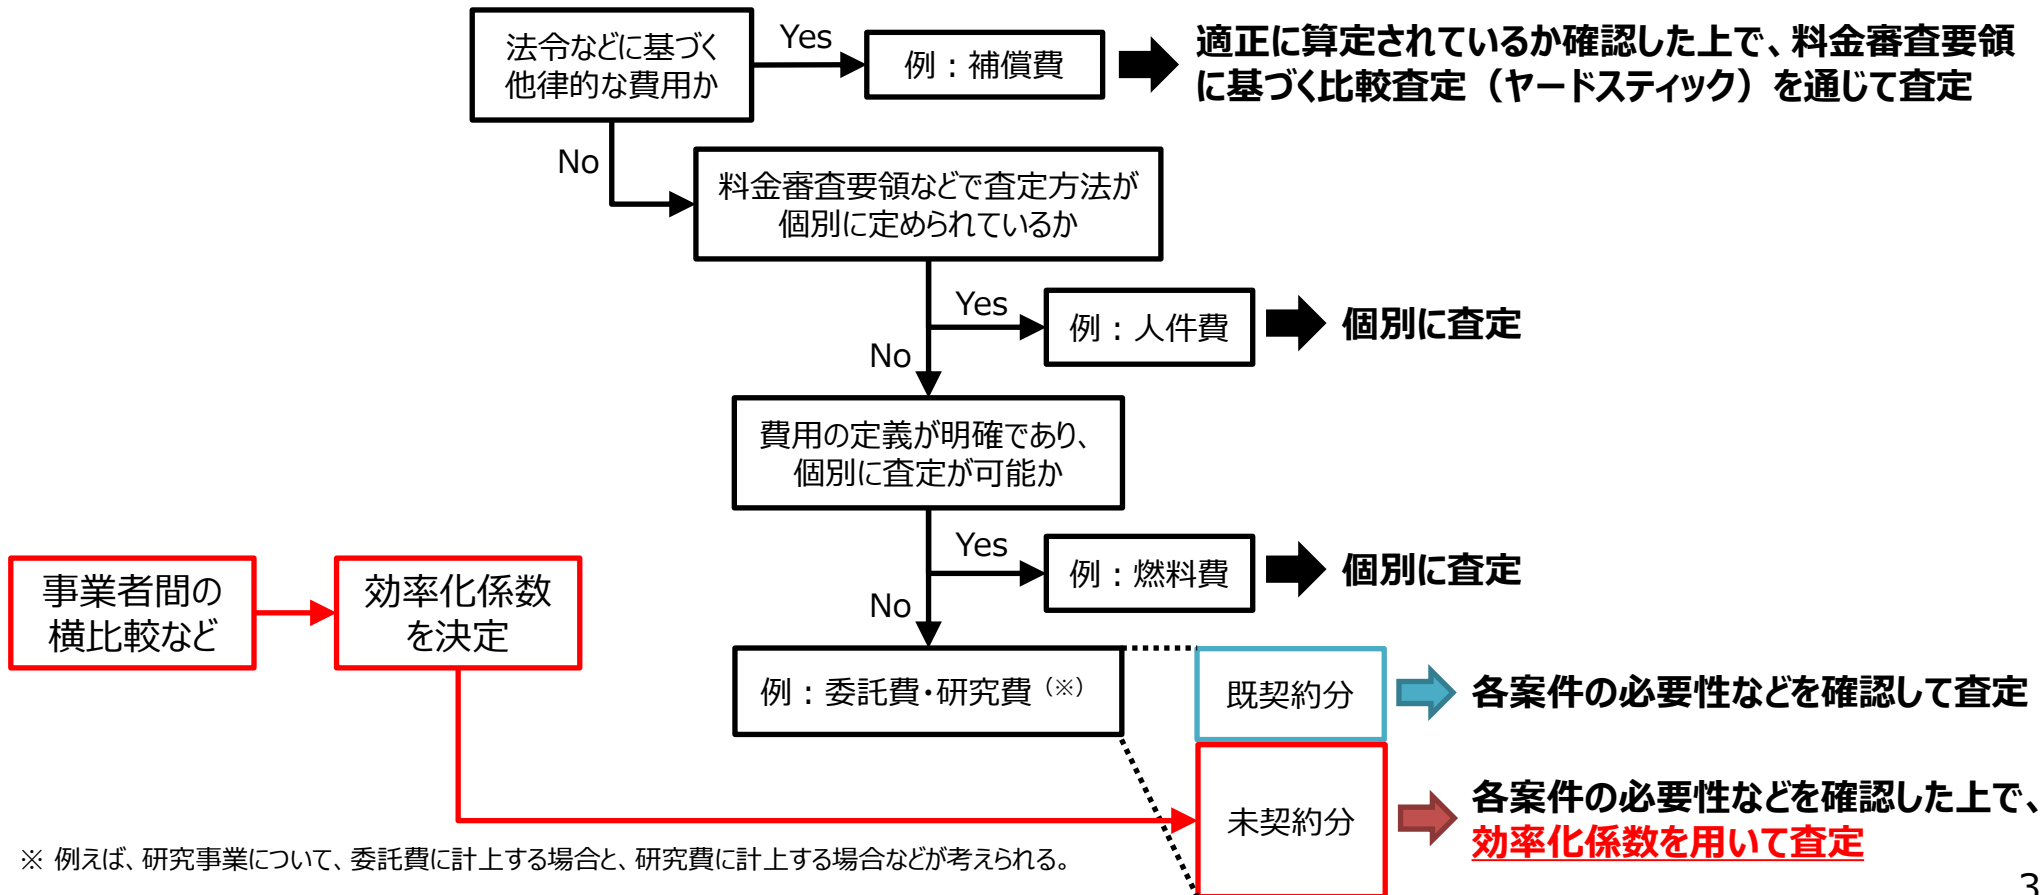 法令などに基づく
他律的な費用か
Yes
例：補償費
適正に算定されているか確認した上で、料金審査要領
に基づく比較査定（ヤードスティック）を通じて査定
No
料金審査要領などで査定方法が
個別に定められているか
Yes
例：人件費
個別に査定
No
費用の定義が明確であり、
個別に査定が可能か
Yes
例：燃料費
個別に査定
No
事業者間の
横比較など
効率化係数
を決定
例：委託費・研究費（※）
既契約分
各案件の必要性などを確認して査定
未契約分
各案件の必要性などを確認した上で、
効率化係数を用いて査定
※ 例えば、研究事業について、委託費に計上する場合と、研究費に計上する場合などが考えられる。
3